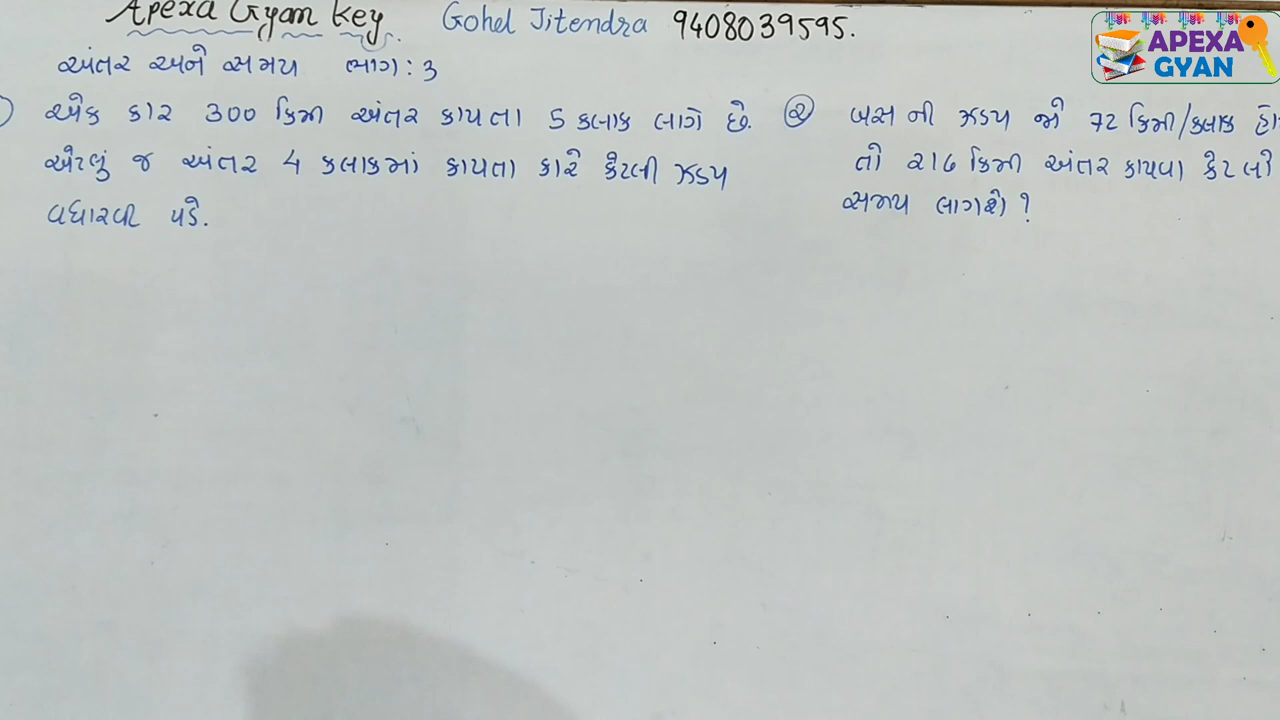 Apexa Gyan Key. Gohel Jitendra 9408039595.
APEXA
GYAN
અંતર અને સમય ભાગ : 3
એક કાર 300 કિમી અંતર કાપતા 5 કલાક લાગે છે.
એટલું જ અંતર 4 કલાકમાં કાપતા કારે કેટલી ઝડપ
વધારવી પડે.
② બસ ની ઝડપ જો 72 કિમી/કલાક હો
તો 216 કિમી અંતર કાપવા કેટલો
સમય લાગશે ?